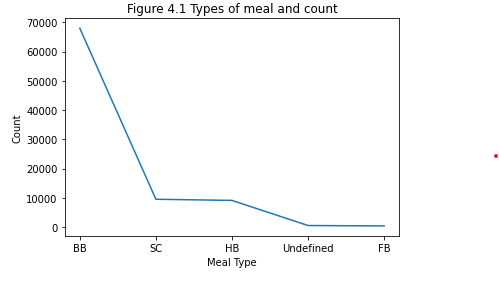 Figure 4.1 Types of meal and count
70000
60000
50000
40000
30000
20000
10000
0
Count
BB SC HB Undefined FB
Meal Type